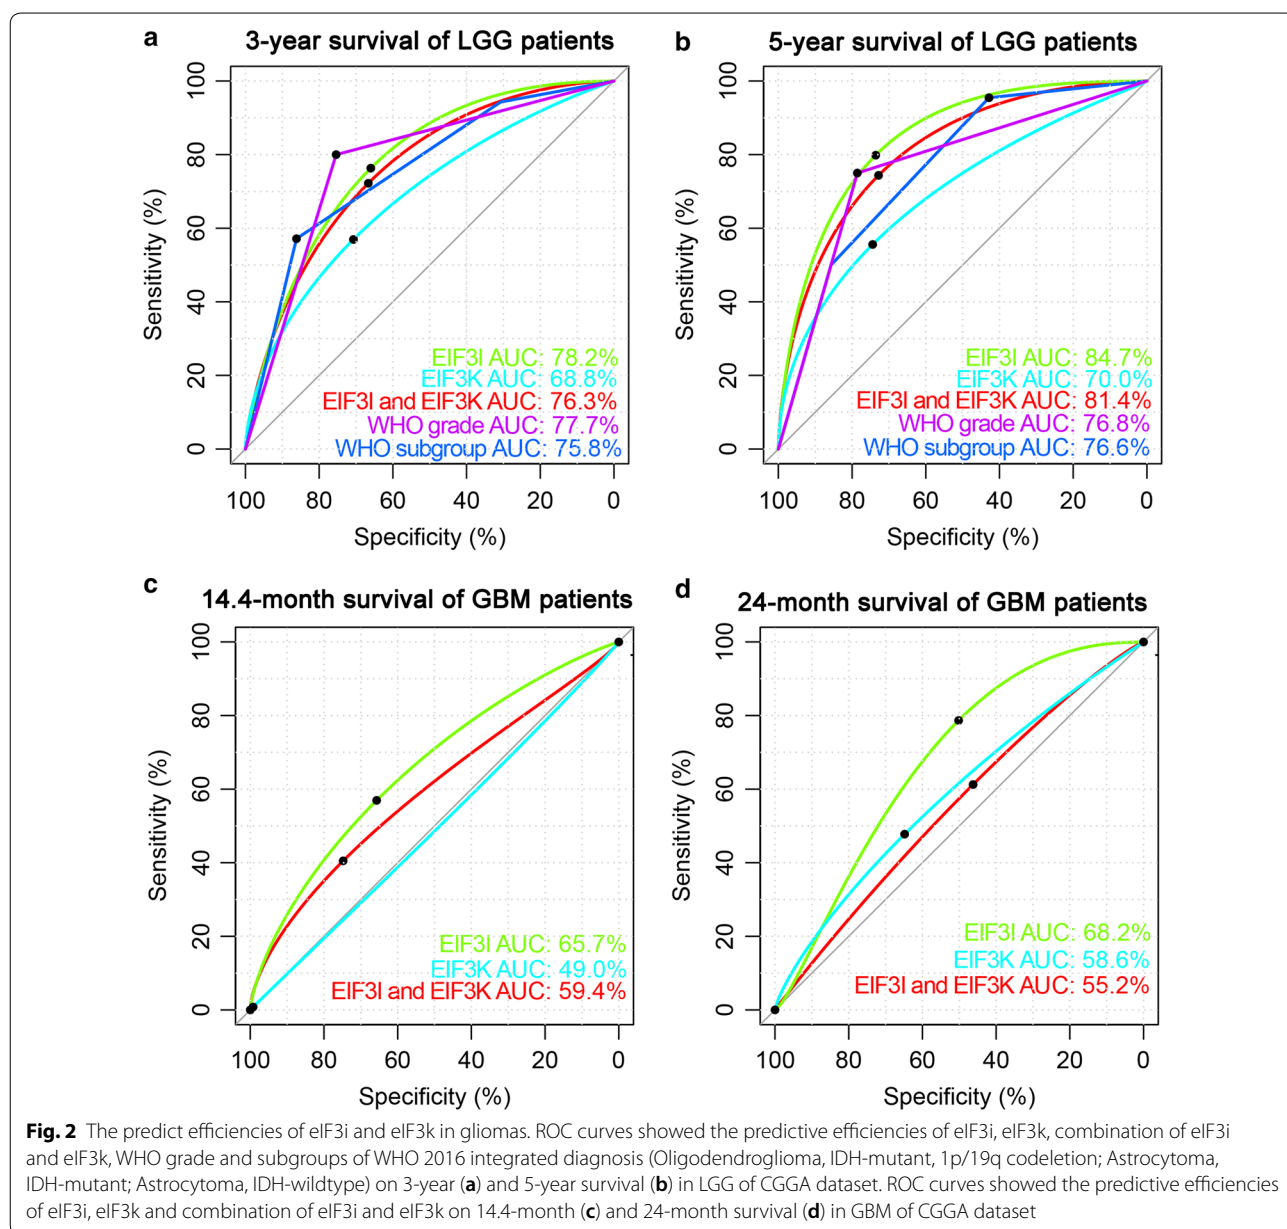 a
3-year survival of LGG patients
100
80
60
40
20
0
Sensitivity (%)
EIF3I AUC: 78.2%
EIF3K AUC: 68.8%
EIF3I and EIF3K AUC: 76.3%
WHO grade AUC: 77.7%
WHO subgroup AUC: 75.8%
100 80 60 40 20 0
Specificity (%)
b
5-year survival of LGG patients
100
80
60
40
20
0
Sensitivity (%)
EIF3I AUC: 84.7%
EIF3K AUC: 70.0%
EIF3I and EIF3K AUC: 81.4%
WHO grade AUC: 76.8%
WHO subgroup AUC: 76.6%
100 80 60 40 20 0
Specificity (%)
c
14.4-month survival of GBM patients
100
80
60
40
20
0
Sensitivity (%)
EIF3I AUC: 65.7%
EIF3K AUC: 49.0%
EIF3I and EIF3K AUC: 59.4%
100 80 60 40 20 0
Specificity (%)
d
24-month survival of GBM patients
100
80
60
40
20
0
Sensitivity (%)
EIF3I AUC: 68.2%
EIF3K AUC: 58.6%
EIF3I and EIF3K AUC: 55.2%
100 80 60 40 20 0
Specificity (%)
Fig. 2 The predict efficiencies of eIF3i and eIF3k in gliomas. ROC curves showed the predictive efficiencies of eIF3i, eIF3k, combination of eIF3i
and eIF3k, WHO grade and subgroups of WHO 2016 integrated diagnosis (Oligodendroglioma, IDH-mutant, 1p/19q codeletion; Astrocytoma,
IDH-mutant; Astrocytoma, IDH-wildtype) on 3-year (a) and 5-year survival (b) in LGG of CGGA dataset. ROC curves showed the predictive efficiencies
of eIF3i, eIF3k and combination of eIF3i and eIF3k on 14.4-month (c) and 24-month survival (d) in GBM of CGGA dataset